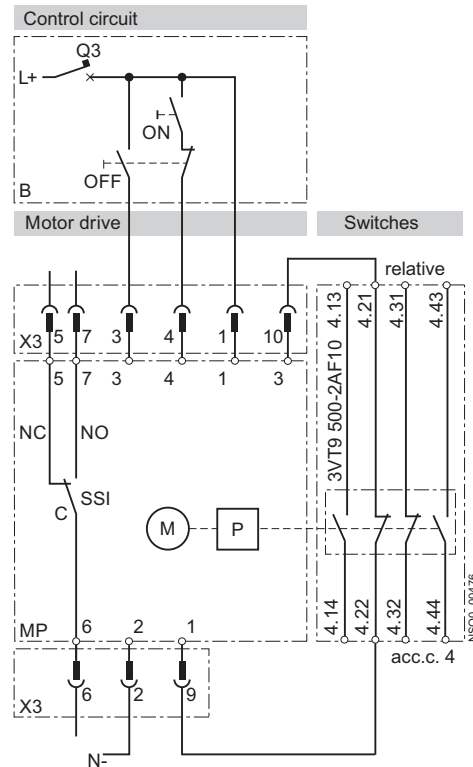 Control circuit
Q3
L+
ON
OFF
B
Motor drive
Switches
relative
4.13
4.21
4.31
4.43
X3
5
7
3
4
1
10
5
7
3
4
1
3
3VT9 500-2AF10
NC
NO
C
SSI
M
P
MP
6
2
1
4.14
4.22
4.32
4.44
NSO0_00476
acc.c. 4
X3
6
2
9
N-